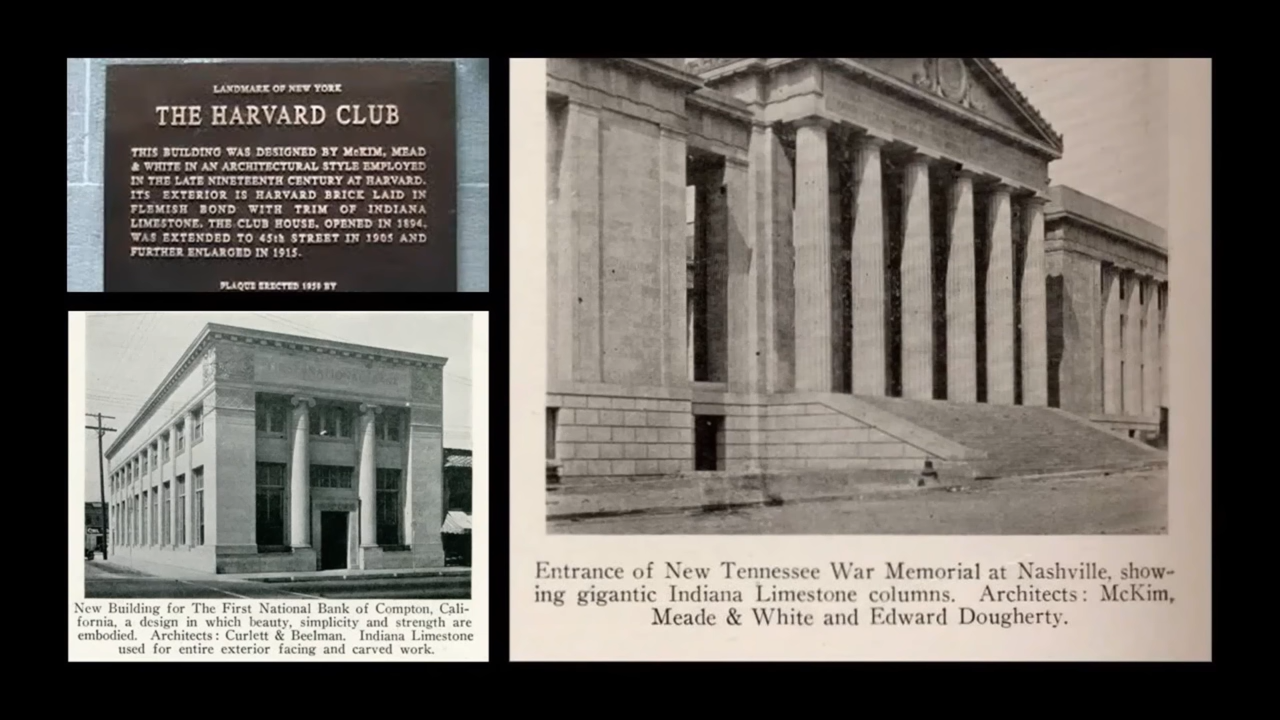 LANDMARK OF NEW YORK
THE HARVARD CLUB
THIS BUILDING WAS DESIGNED BY McKIM, MEAD
& WHITE IN AN ARCHITECTURAL STYLE EMPLOYED
IN THE LATE NINETEENTH CENTURY AT HARVARD.
ITS EXTERIOR IS HARVARD BRICK LAID IN
FLEMISH BOND WITH TRIM OF INDIANA
LIMESTONE. THE CLUB HOUSE, OPENED IN 1894,
WAS EXTENDED TO 45th STREET IN 1905 AND
FURTHER ENLARGED IN 1915.
PLAQUE ERECTED 1959 BY
New Building for The First National Bank of Compton, Cali-
fornia, a design in which beauty, simplicity and strength are
embodied. Architects: Curlett & Beelman. Indiana Limestone
used for entire exterior facing and carved work.
Entrance of New Tennessee War Memorial at Nashville, show-
ing gigantic Indiana Limestone columns. Architects: McKim,
Meade & White and Edward Dougherty.